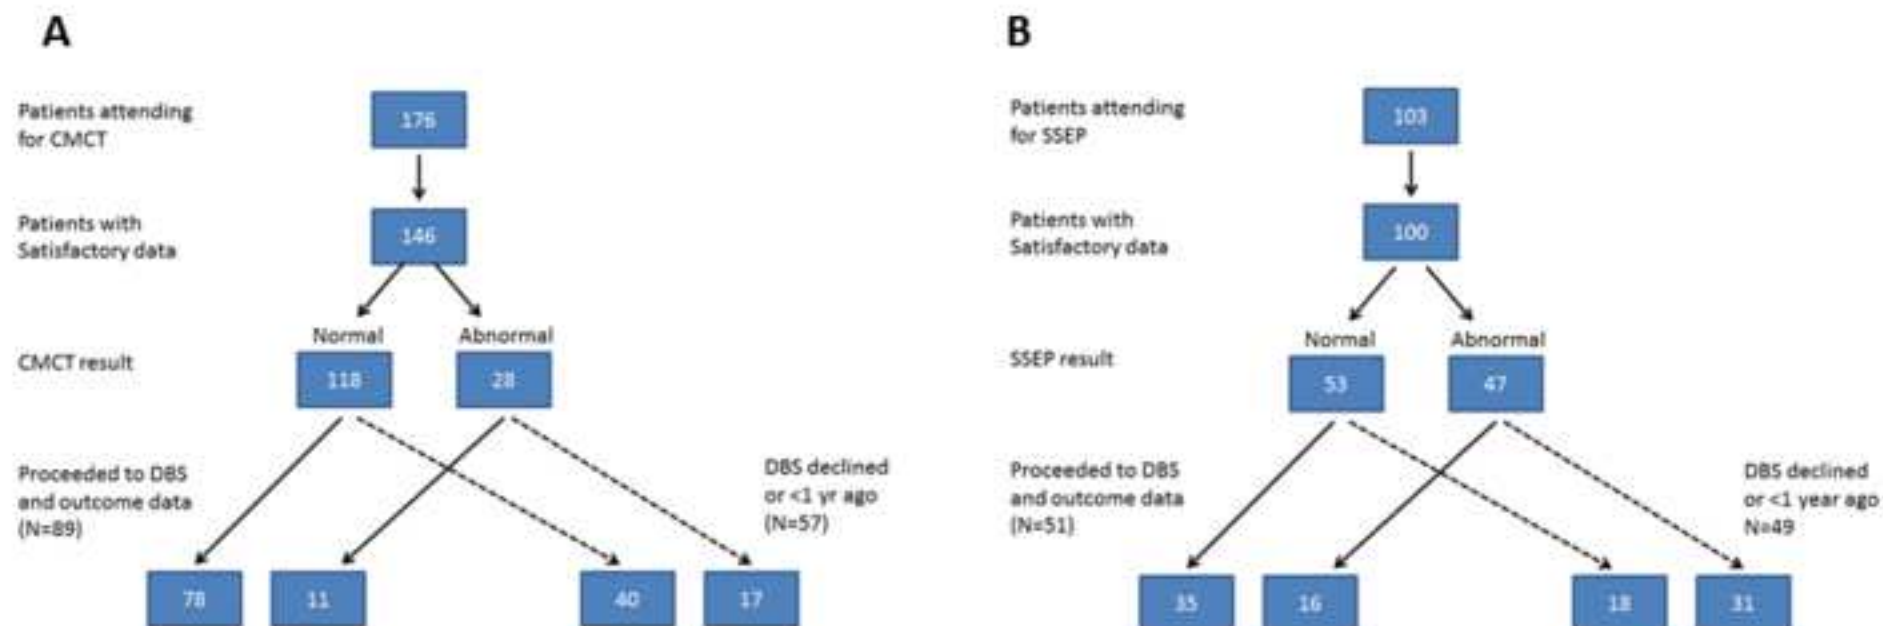 A
Patients attending
for CMCT
176
Patients with
Satisfactory data
146
Normal
Abnormal
CMCT result
118
28
Proceeded to DBS
and outcome data
(N=89)
DBS declined
or <1 yr ago
(N=57)
78
11
40
17
B
Patients attending
for SSEP
103
Patients with
Satisfactory data
100
Normal
Abnormal
SSEP result
53
47
Proceeded to DBS
and outcome data
(N=51)
DBS declined
or <1 year ago
N=49
35
16
18
31